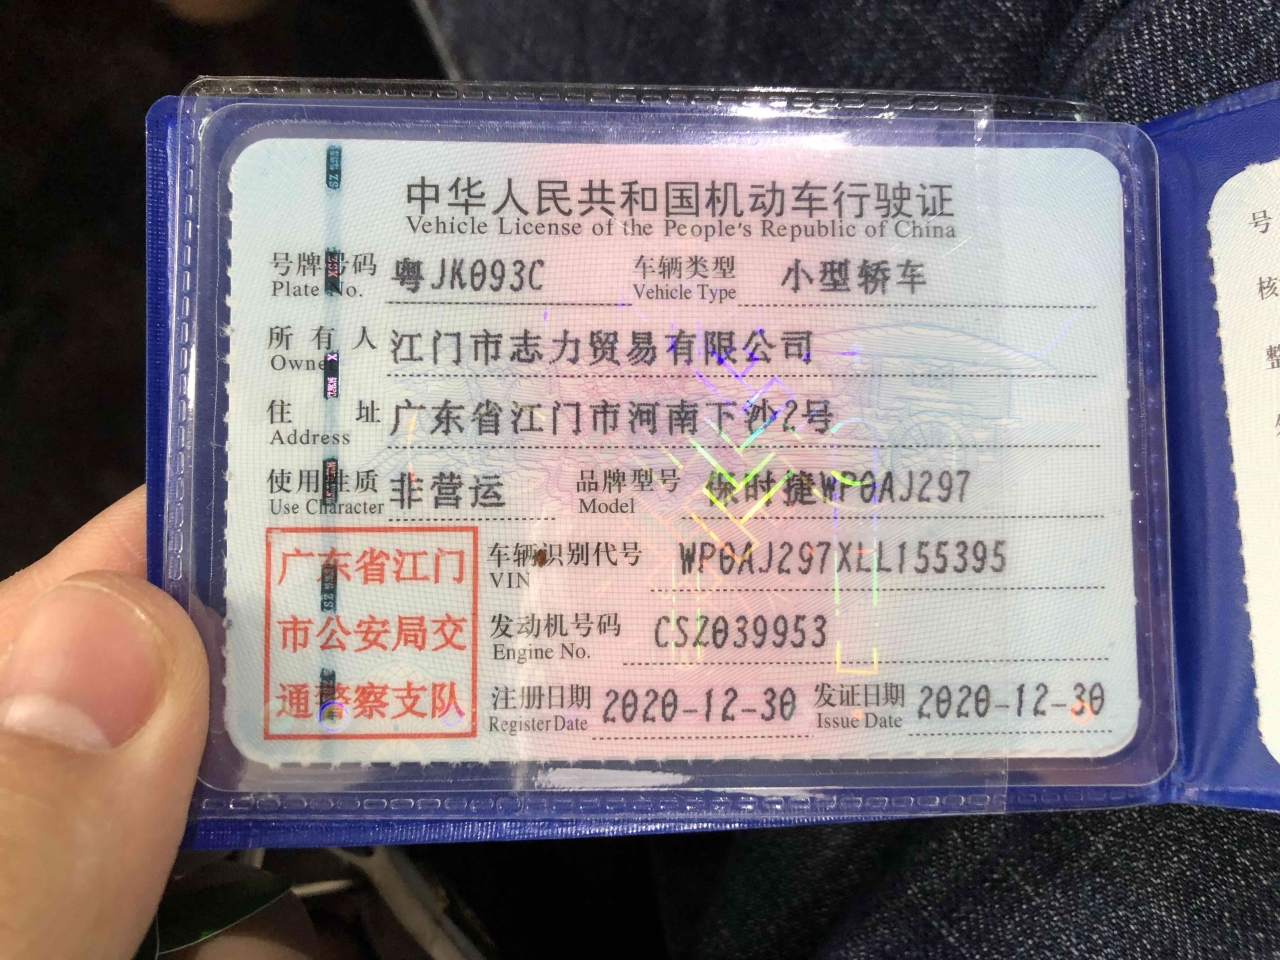 中华人民共和国机动车行驶证
Vehicle License of the People's Republic of China
号牌号码 粤JK093C 车辆类型 小型轿车
Plate No. Vehicle Type
所有人 江门市志力贸易有限公司
Owner
住址 广东省江门市河南下沙2号
Address
使用性质 非营运 品牌型号 保时捷WP0AJ297
Use Character Model
广东省江门
市公安局交
通警察支队
车辆识别代号 WP0AJ297XLL155395
VIN
发动机号码 CSZ039953
Engine No.
注册日期 2020-12-30 发证日期 2020-12-30
Register Date Issue Date
号
核
整